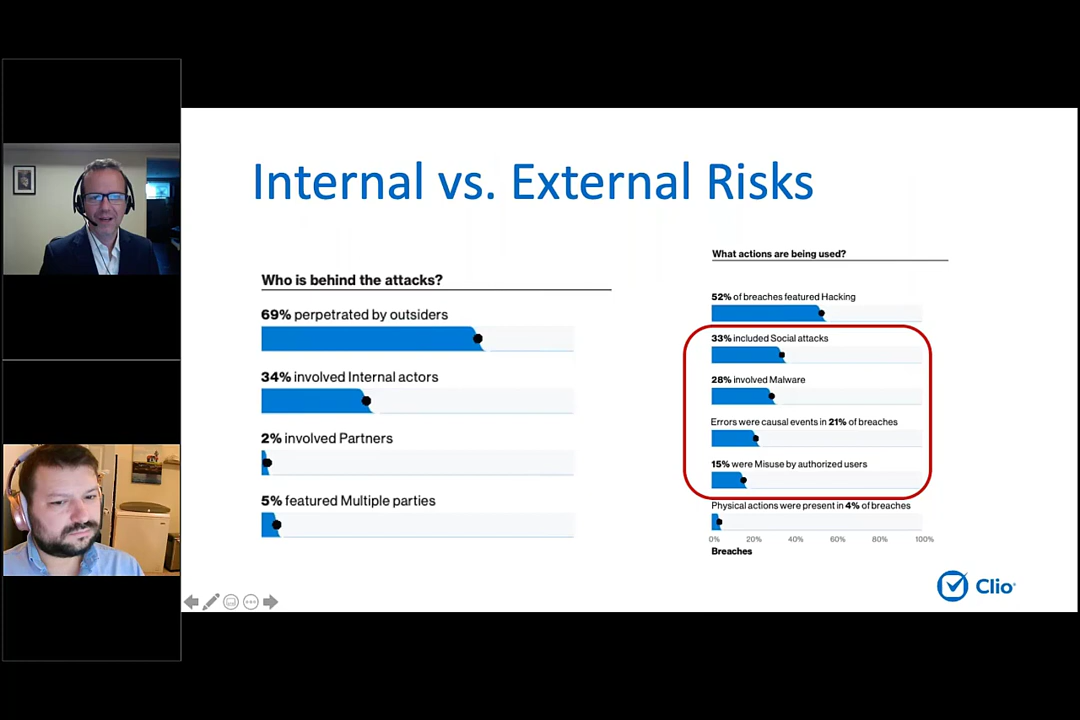 Internal vs. External Risks
Who is behind the attacks?
69% perpetrated by outsiders
34% involved Internal actors
2% involved Partners
5% featured Multiple parties
What actions are being used?
52% of breaches featured Hacking
33% included Social attacks
28% involved Malware
Errors were causal events in 21% of breaches
15% were Misuse by authorized users
Physical actions were present in 4% of breaches
0% 20% 40% 60% 80% 100%
Breaches
Clio